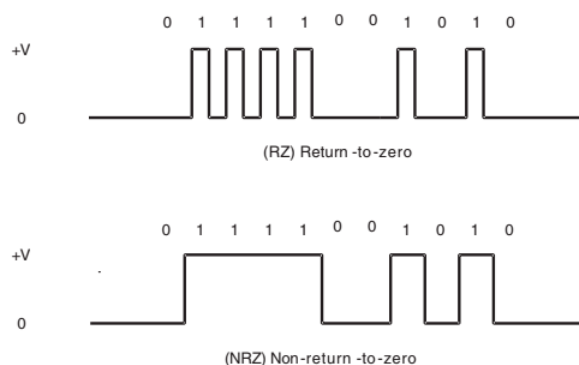 0 1 1 1 1 0 0 1 0 1 0
+V
0
(RZ) Return -to-zero
0 1 1 1 1 0 0 1 0 1 0
+V
0
(NRZ) Non-return -to-zero